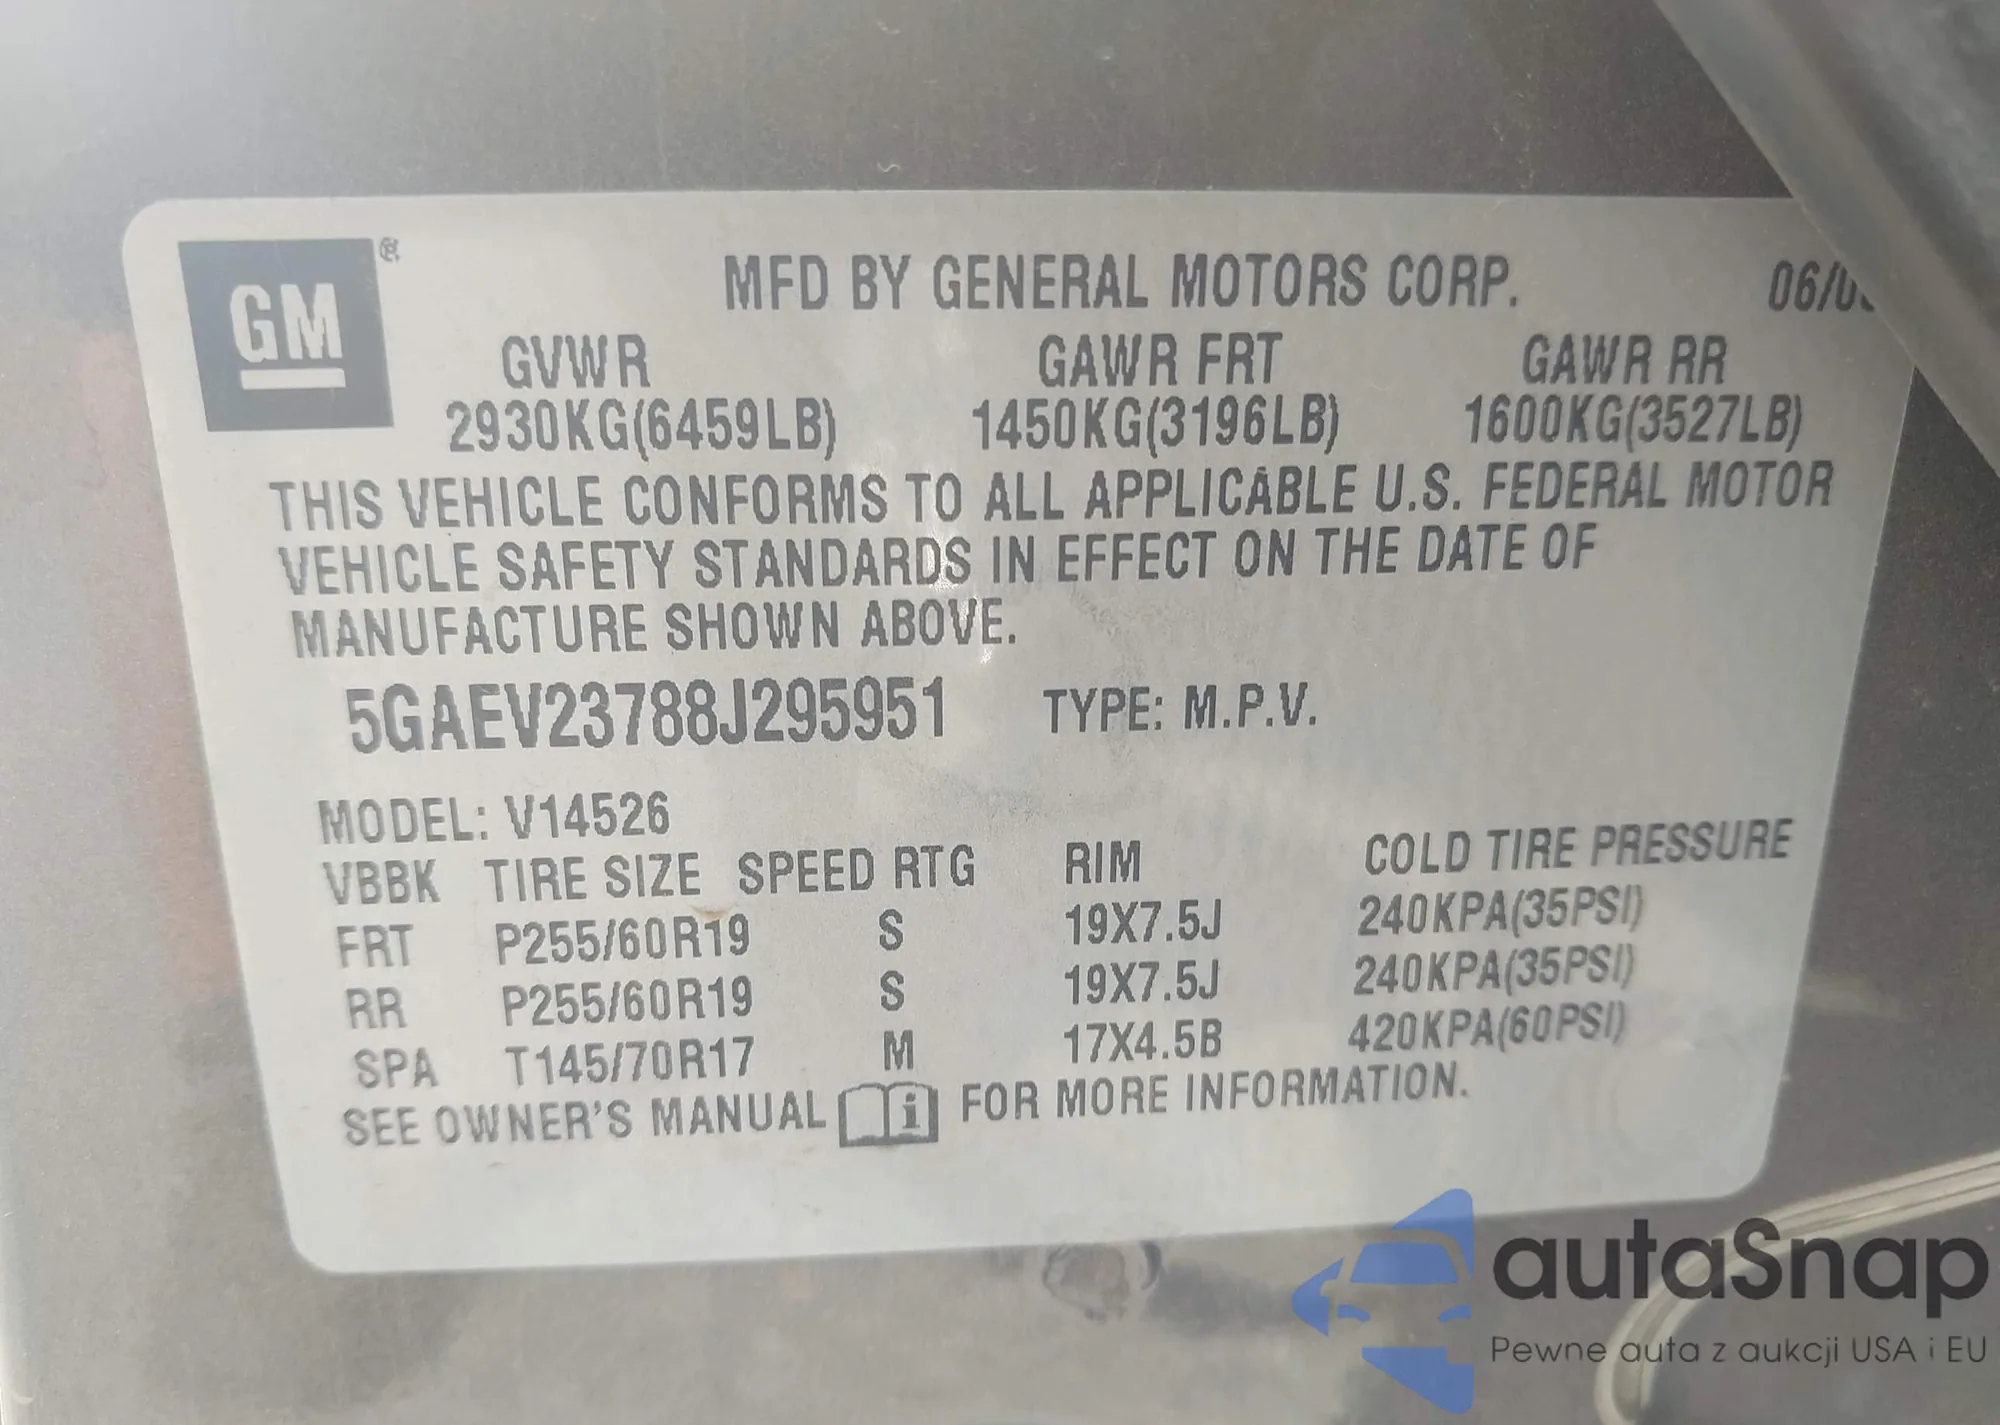 GM®
MFD BY GENERAL MOTORS CORP. 06/0
GVWR GAWR FRT GAWR RR
2930KG(6459LB) 1450KG(3196LB) 1600KG(3527LB)
THIS VEHICLE CONFORMS TO ALL APPLICABLE U.S. FEDERAL MOTOR
VEHICLE SAFETY STANDARDS IN EFFECT ON THE DATE OF
MANUFACTURE SHOWN ABOVE.
5GAEV23788J295951 TYPE: M.P.V.
MODEL: V14526
VBBK TIRE SIZE SPEED RTG RIM COLD TIRE PRESSURE
FRT P255/60R19 S 19X7.5J 240KPA(35PSI)
RR P255/60R19 S 19X7.5J 240KPA(35PSI)
SPA T145/70R17 M 17X4.5B 420KPA(60PSI)
SEE OWNER'S MANUAL i FOR MORE INFORMATION.
autaSnap
Pewne auta z aukcji USA i EU